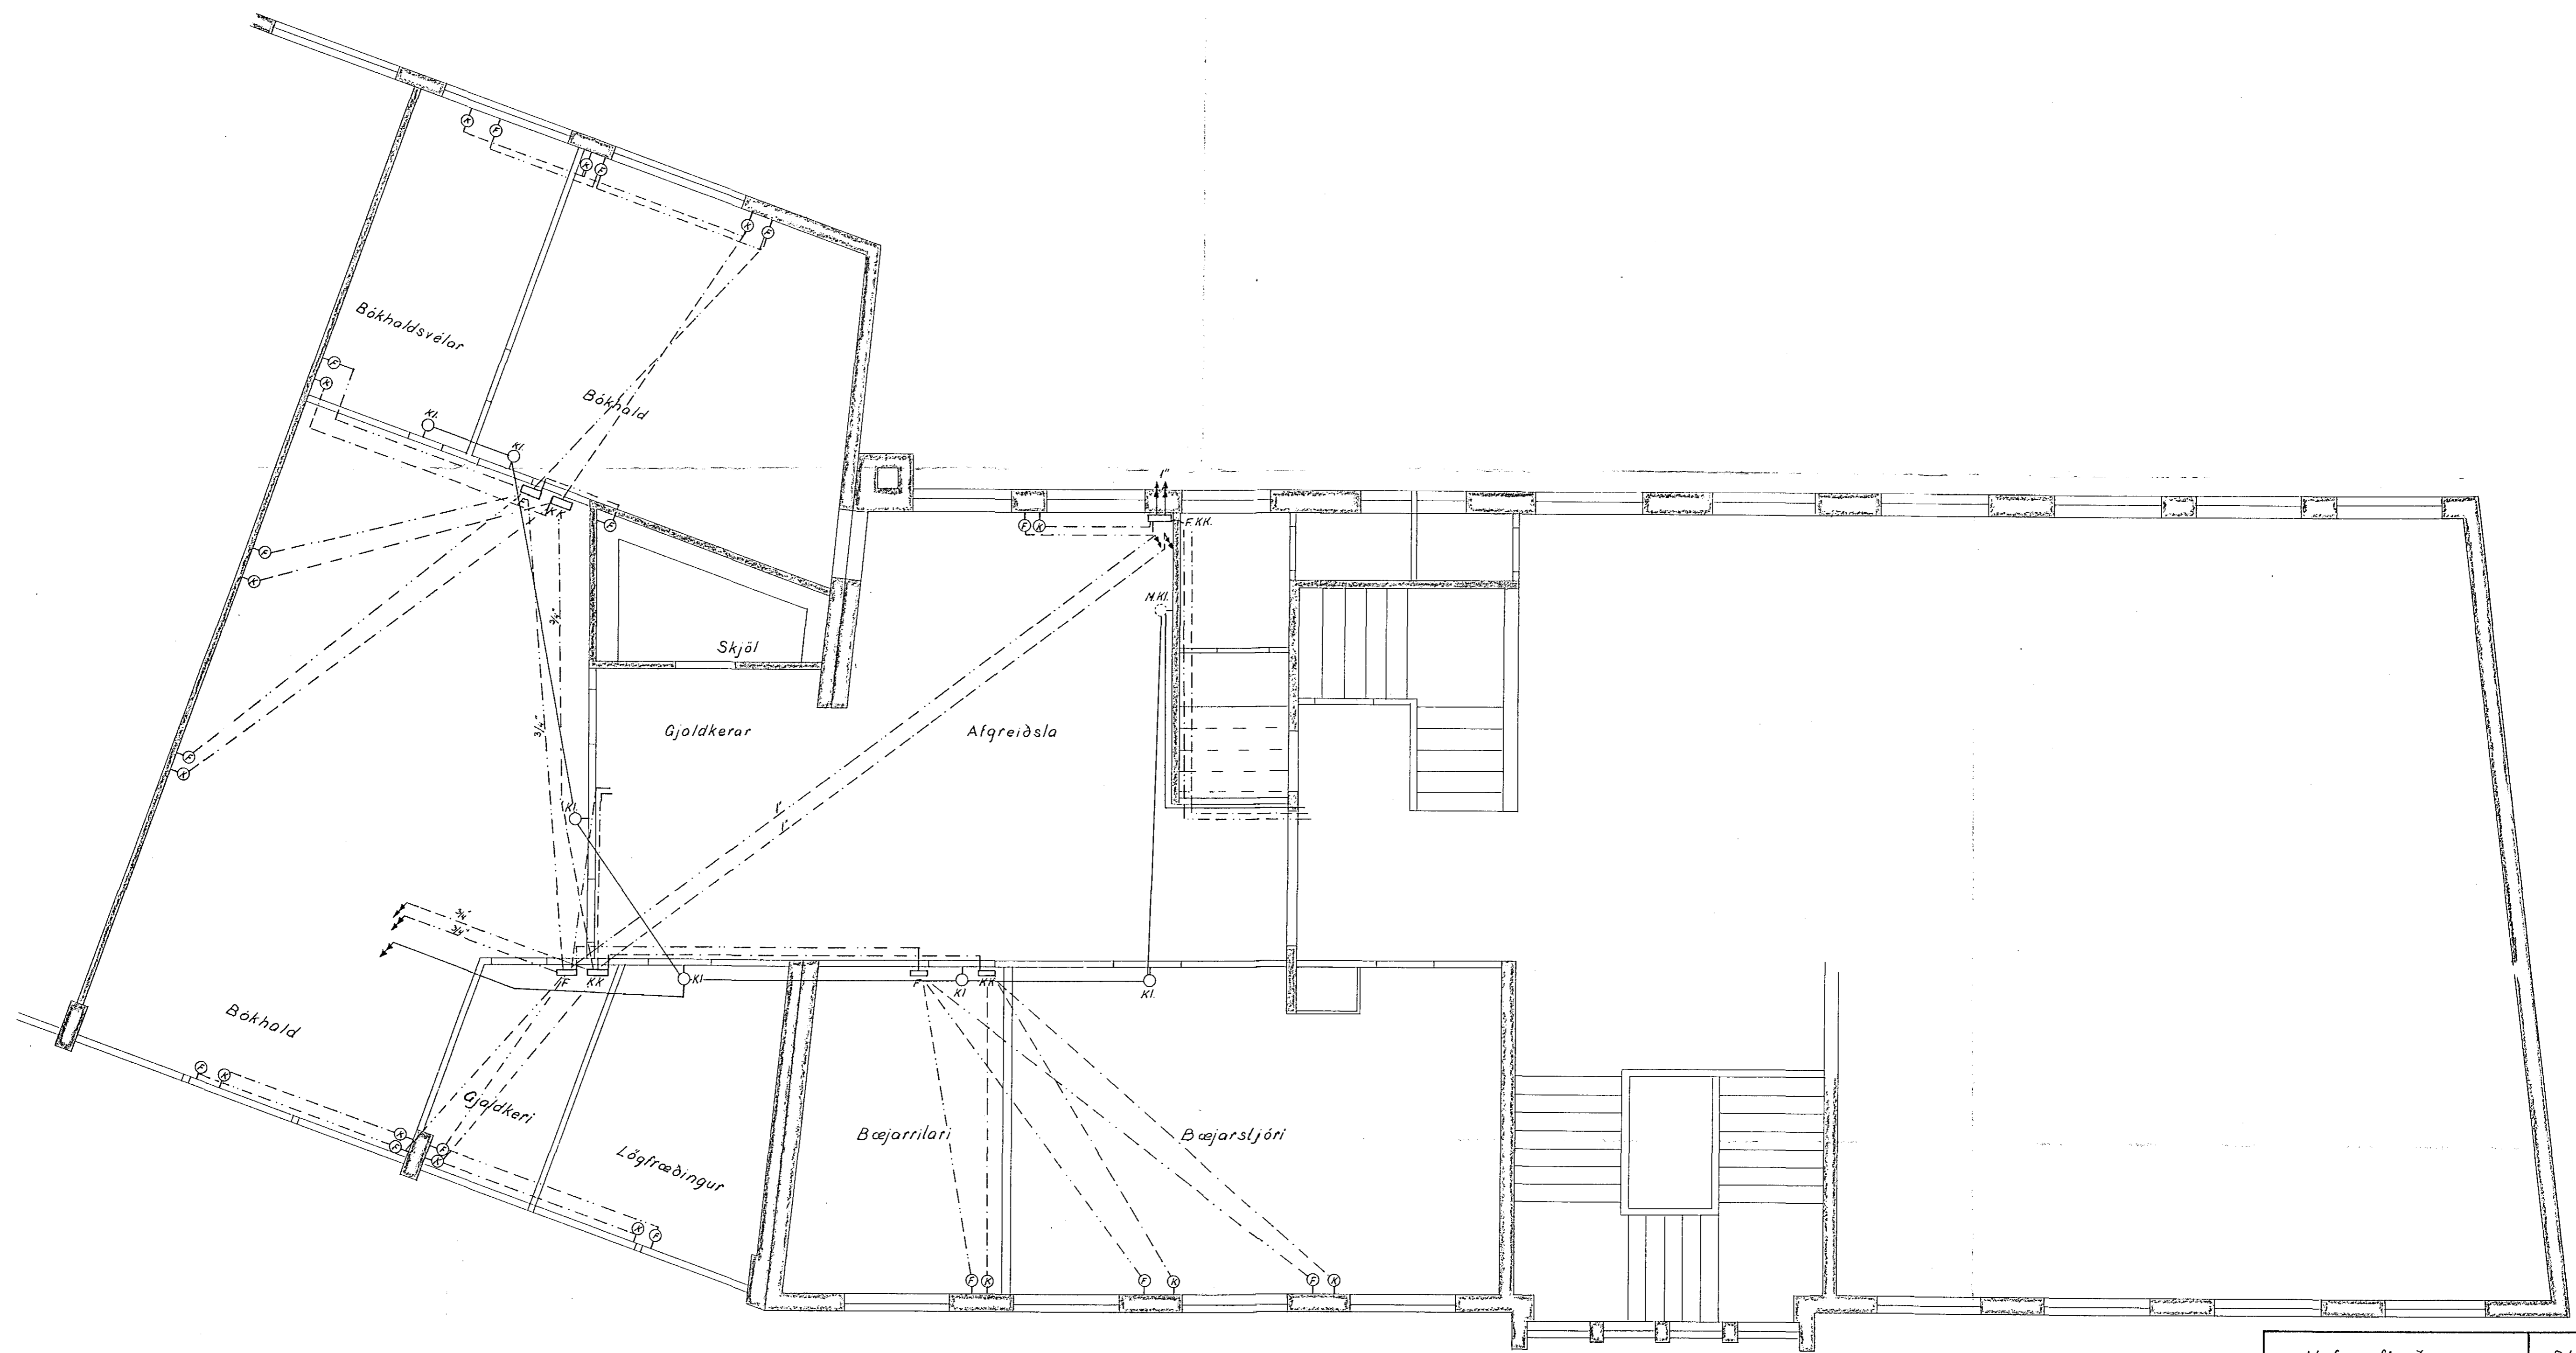 K
F
K
F
K
F
Bókhaldsvélar
F
K
Bókhald
Kl.
Kl.
F
KK
F
F
K
1"
F K
F.KK.
F
K
3/4"
M.Kl.
Skjöl
3/4"
Gjaldkerar
Afgreiðsla
F
K
Kl.
1"
1"
3/4"
3/4"
F
KK
Kl.
F
Kl
KK
Kl.
Bókhald
F
K
Gjaldkeri
K
F
F
K
Bæjarritari
Bæjarstjóri
Lögfræðingur
K
F
F
K
F
K
F
K